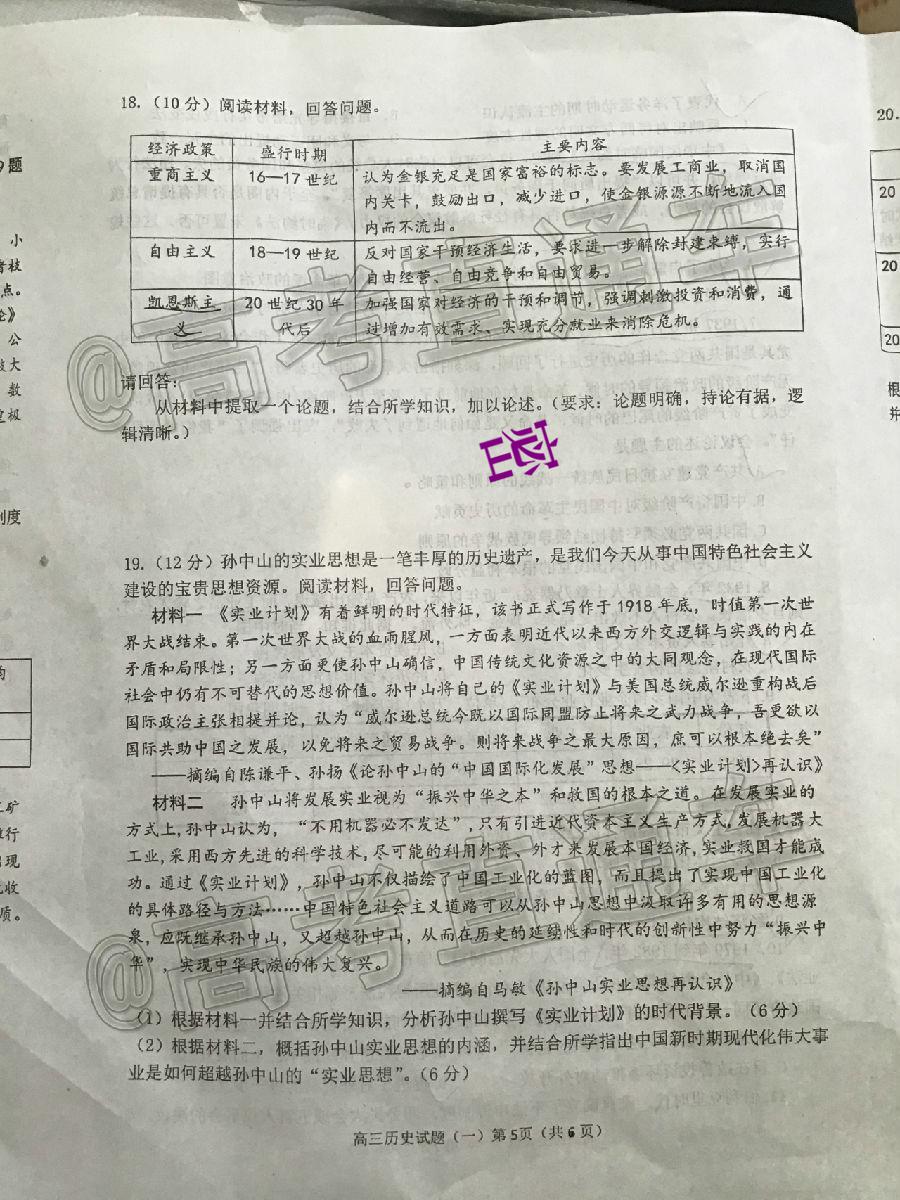 18.（10分）阅读材料，回答问题。
经济政策 盛行时期 主要内容
重商主义 16—17世纪 认为金银充足是国家富裕的标志。要发展工商业，取消国
内关卡，鼓励出口，减少进口，使金银源源不断地流入国
内而不流出。
自由主义 18—19世纪 反对国家干预经济生活，要求进一步解除封建束缚，实行
自由经营、自由竞争和自由贸易。
凯恩斯主 20世纪30年 加强国家对经济的干预和调节，强调刺激投资和消费，通
义 代后 过增加有效需求、实现充分就业来消除危机。
请回答：
从材料中提取一个论题，结合所学知识，加以论述。（要求：论题明确，持论有据，逻
辑清晰。）
密
19.（12分）孙中山的实业思想是一笔丰厚的历史遗产，是我们今天从事中国特色社会主义
建设的宝贵思想资源。阅读材料，回答问题。
材料一 《实业计划》有着鲜明的时代特征，该书正式写作于1918年底，时值第一次世
界大战结束。第一次世界大战的血雨腥风，一方面表明近代以来西方外交逻辑与实践的内在
矛盾和局限性；另一方面更使孙中山确信，中国传统文化资源之中的大同观念，在现代国际
社会中仍有不可替代的思想价值。孙中山将自己的《实业计划》与美国总统威尔逊重构战后
国际政治主张相提并论，认为“威尔逊总统今既以国际同盟防止将来之武力战争，吾更欲以
国际共助中国之发展，以免将来之贸易战争。则将来战争之最大原因，庶可以根本绝去矣”
——摘编自陈谦平、孙扬《论孙中山的“中国国际化发展”思想——<实业计划>再认识》
材料二 孙中山将发展实业视为“振兴中华之本”和救国的根本之道。在发展实业的
方式上，孙中山认为，“不用机器必不发达”，只有引进近代资本主义生产方式，发展机器大
工业，采用西方先进的科学技术，尽可能的利用外资、外才来发展本国经济，实业救国才能成
功。通过《实业计划》，孙中山不仅描绘了中国工业化的蓝图，而且提出了实现中国工业化
的具体路径与方法……中国特色社会主义道路可以从孙中山思想中汲取许多有用的思想源
泉，应既继承孙中山，又超越孙中山，从而在历史的延续性和时代的创新性中努力“振兴中
华”，实现中华民族的伟大复兴。
——摘编自马敏《孙中山实业思想再认识》
（1）根据材料一并结合所学知识，分析孙中山撰写《实业计划》的时代背景。（6分）
（2）根据材料二，概括孙中山实业思想的内涵，并结合所学指出中国新时期现代化伟大事
业是如何超越孙中山的“实业思想”。（6分）
高三历史试题（一）第5页（共6页）
@高考直通车
@高考直通车
20.
20
20
20